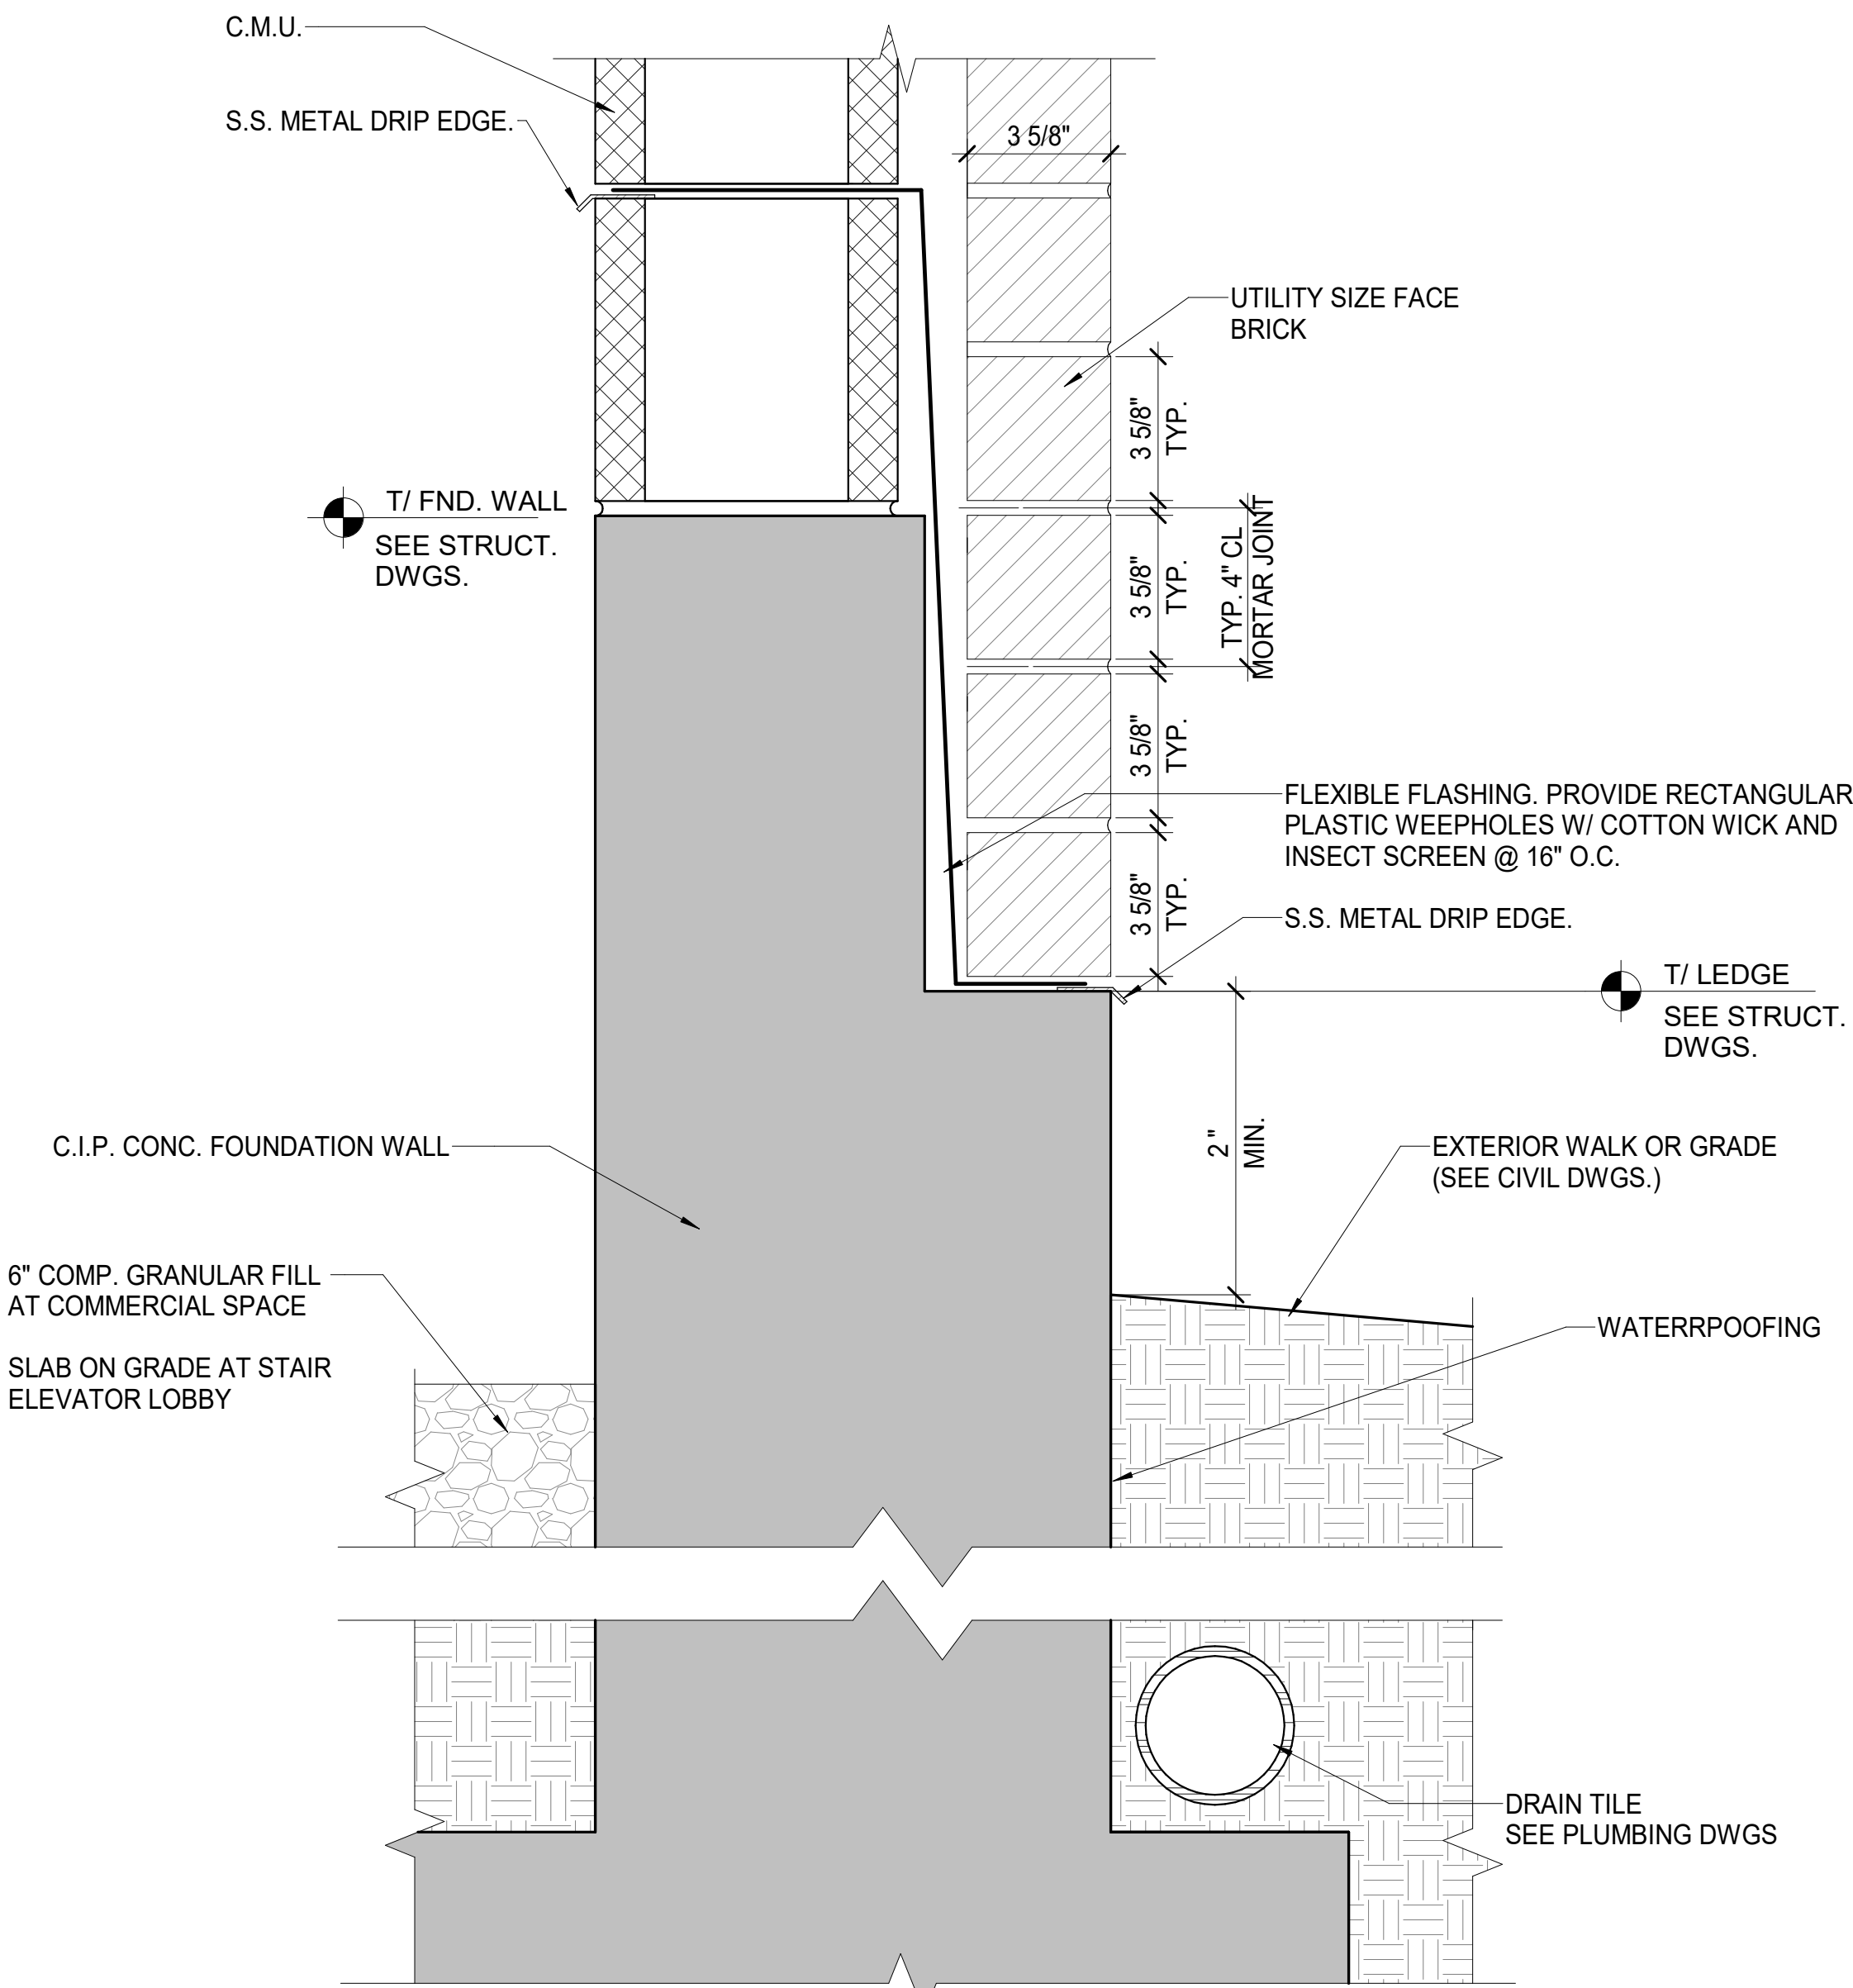 C.M.U.
S.S. METAL DRIP EDGE.
3 5/8"
UTILITY SIZE FACE
BRICK
3 5/8"
TYP.
T/ FND. WALL
SEE STRUCT.
DWGS.
3 5/8"
TYP.
TYP. 4" CL
MORTAR JOINT
3 5/8"
TYP.
FLEXIBLE FLASHING. PROVIDE RECTANGULAR
PLASTIC WEEPHOLES W/ COTTON WICK AND
INSECT SCREEN @ 16" O.C.
3 5/8"
TYP.
S.S. METAL DRIP EDGE.
T/ LEDGE
SEE STRUCT.
DWGS.
2 "
MIN.
C.I.P. CONC. FOUNDATION WALL
EXTERIOR WALK OR GRADE
(SEE CIVIL DWGS.)
6" COMP. GRANULAR FILL
AT COMMERCIAL SPACE
SLAB ON GRADE AT STAIR
ELEVATOR LOBBY
WATERRPOOFING
DRAIN TILE
SEE PLUMBING DWGS